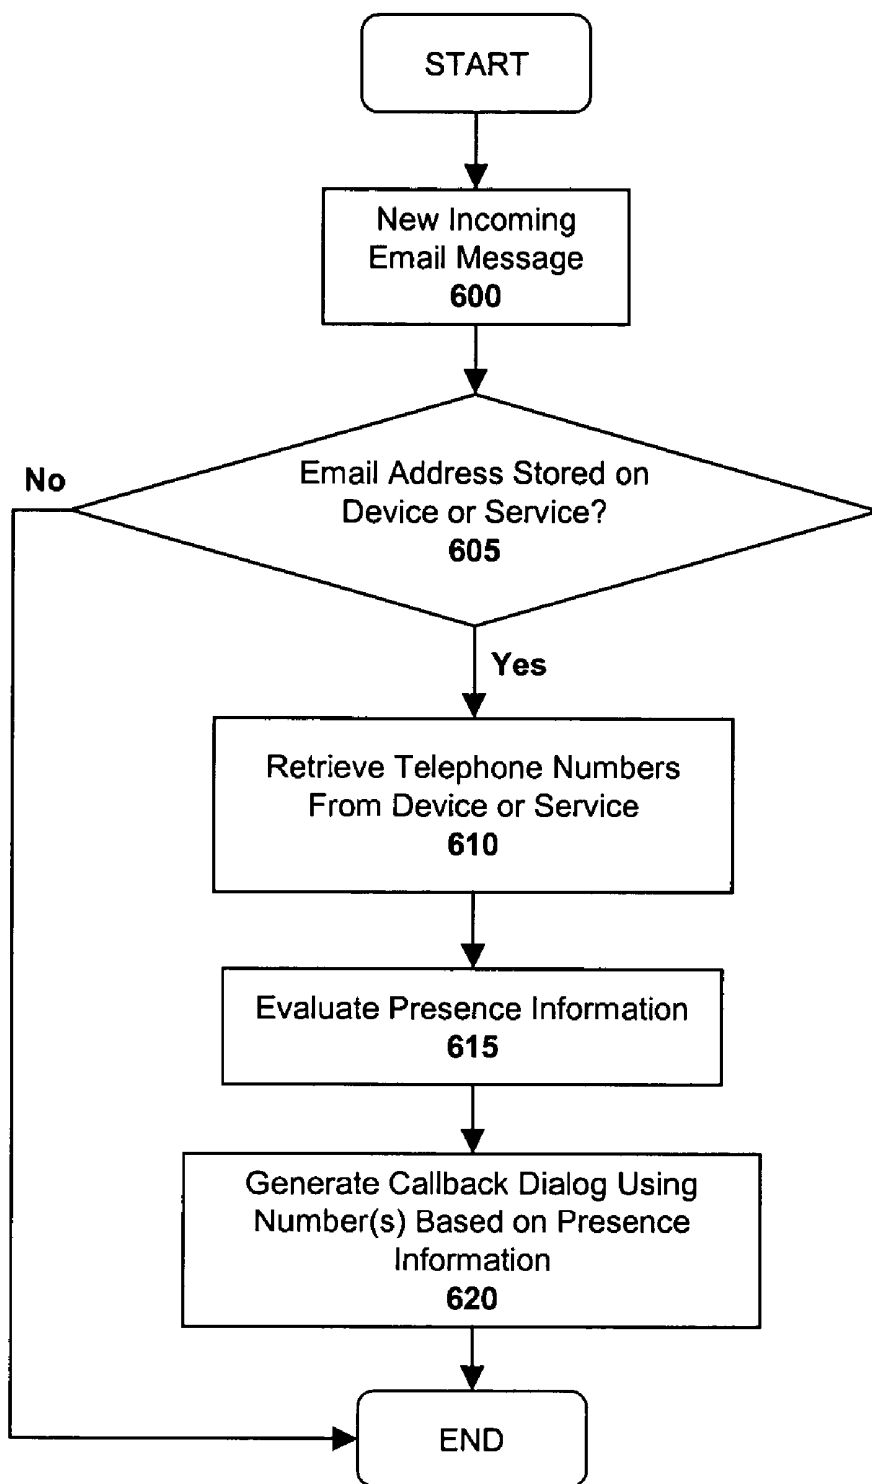 START
New Incoming
Email Message
600
No
Email Address Stored on
Device or Service?
605
Yes
Retrieve Telephone Numbers
From Device or Service
610
Evaluate Presence Information
615
Generate Callback Dialog Using
Number(s) Based on Presence
Information
620
END